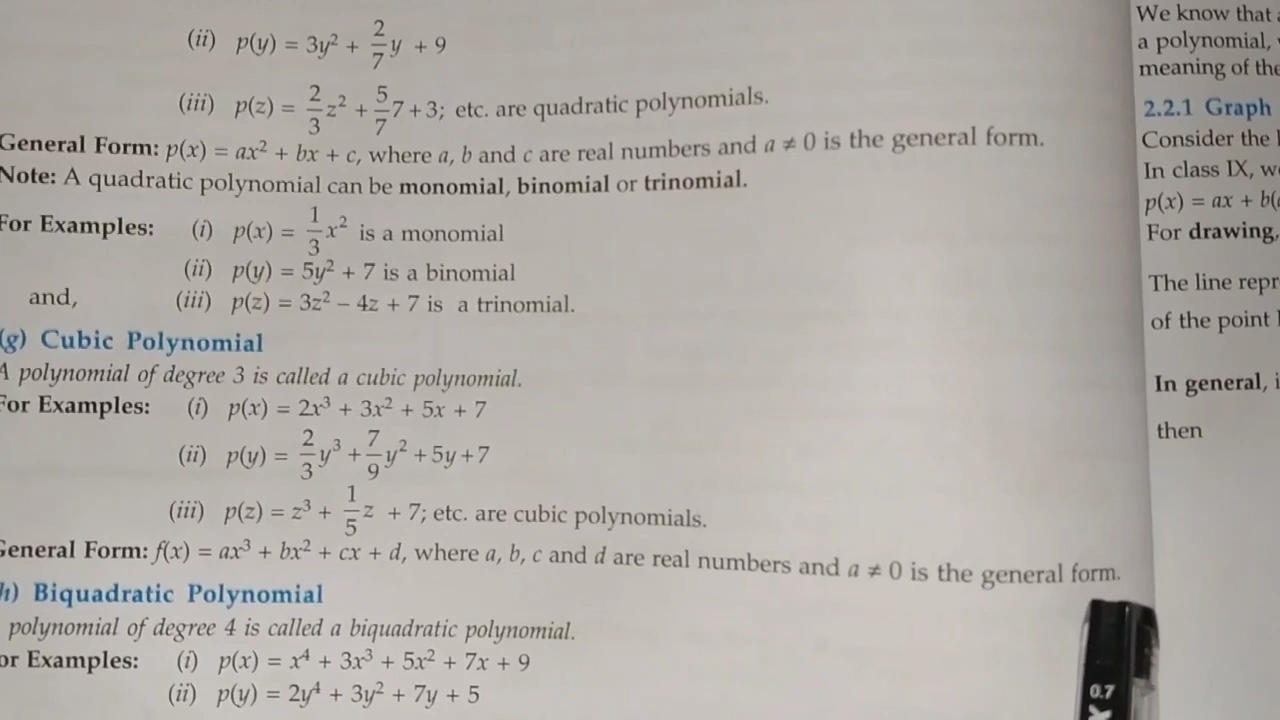 (ii) p(y) = 3y² + 2/7 y + 9
(iii) p(z) = 2/3 z² + 5/7 7 + 3; etc. are quadratic polynomials.
General Form: p(x) = ax² + bx + c, where a, b and c are real numbers and a ≠ 0 is the general form.
Note: A quadratic polynomial can be monomial, binomial or trinomial.
For Examples: (i) p(x) = 1/3 x² is a monomial
(ii) p(y) = 5y² + 7 is a binomial
and, (iii) p(z) = 3z² – 4z + 7 is a trinomial.
(g) Cubic Polynomial
A polynomial of degree 3 is called a cubic polynomial.
For Examples: (i) p(x) = 2x³ + 3x² + 5x + 7
(ii) p(y) = 2/3 y³ + 7/9 y² + 5y + 7
(iii) p(z) = z³ + 1/5 z + 7; etc. are cubic polynomials.
General Form: f(x) = ax³ + bx² + cx + d, where a, b, c and d are real numbers and a ≠ 0 is the general form.
h) Biquadratic Polynomial
polynomial of degree 4 is called a biquadratic polynomial.
or Examples: (i) p(x) = x⁴ + 3x³ + 5x² + 7x + 9
(ii) p(y) = 2y⁴ + 3y² + 7y + 5
We know that
a polynomial,
meaning of the
2.2.1 Graph
Consider the
In class IX, we
p(x) = ax + b(
For drawing,
The line repr
of the point
In general, i
then
0.7